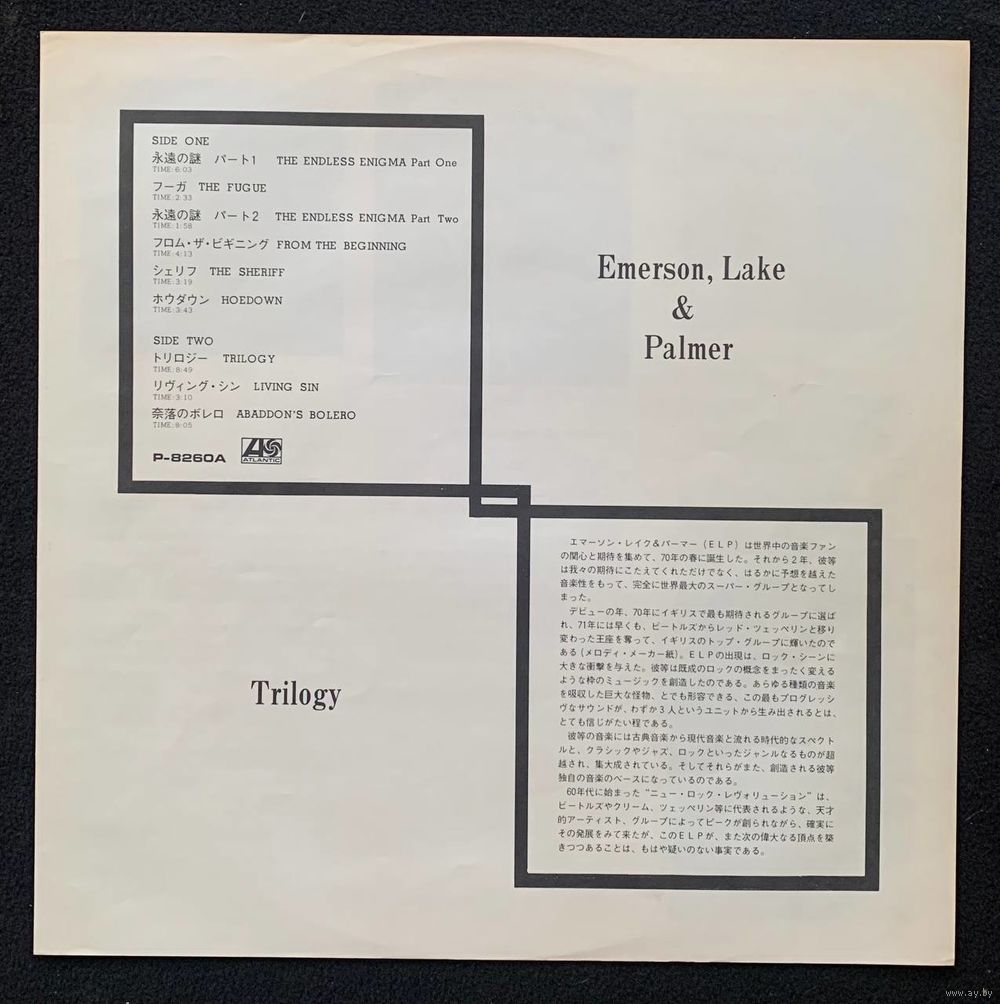 SIDE ONE
永遠の謎 パート1 THE ENDLESS ENIGMA Part One
TIME: 6:03
フーガ THE FUGUE
TIME: 2:33
永遠の謎 パート2 THE ENDLESS ENIGMA Part Two
TIME: 1:58
フロム・ザ・ビギニング FROM THE BEGINNING
TIME: 4:13
シェリフ THE SHERIFF
TIME: 3:19
ホウダウン HOEDOWN
TIME: 3:43
SIDE TWO
トリロジー TRILOGY
TIME: 8:49
リヴィング・シン LIVING SIN
TIME: 3:10
奈落のボレロ ABADDON'S BOLERO
TIME: 8:05
P-8260A ATLANTIC
Emerson, Lake
&
Palmer
Trilogy
エマーソン・レイク&パーマー(ELP)は世界中の音楽ファン
の関心と期待を集めて、70年の春に誕生した。それから2年、彼等
は我々の期待にこたえてくれただけでなく、はるかに予想を越えた
音楽性をもって、完全に世界最大のスーパー・グループとなってし
まった。
デビューの年、70年にイギリスで最も期待されるグループに選ば
れ、71年には早くも、ビートルズからレッド・ツェッペリンと移り
変わった王座を奪って、イギリスのトップ・グループに輝いたので
ある(メロディ・メーカー紙)。ELPの出現は、ロック・シーンに
大きな衝撃を与えた。彼等は既成のロックの概念をまったく変える
ような枠のミュージックを創造したのである。あらゆる種類の音楽
を吸収した巨大な怪物、とでも形容できる、この最もプログレッシ
ヴなサウンドが、わずか3人というユニットから生み出されるとは、
とても信じがたい程である。
彼等の音楽には古典音楽から現代音楽と流れる時代的なスペクト
ルと、クラシックやジャズ、ロックといったジャンルなるものが超
越され、集大成されている。そしてそれらがまた、創造される彼等
独自の音楽のベースになっているのである。
60年代に始まった"ニュー・ロック・レヴォリューション"は、
ビートルズやクリーム、ツェッペリン等に代表されるような、天才
的アーティスト、グループによってピークが創られながら、確実に
その発展をみて来たが、このELPが、また次の偉大なる頂点を築
きつつあることは、もはや疑いのない事実である。
www.ay.by